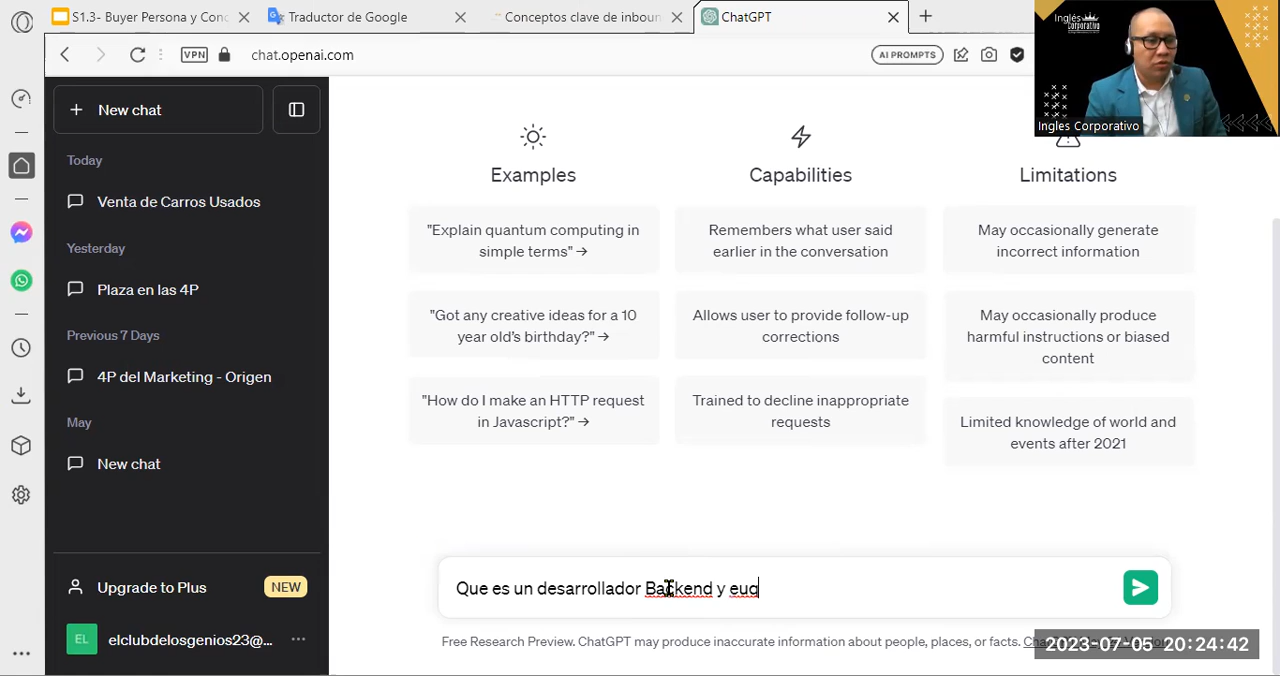 S1.3- Buyer Persona y Conc
Traductor de Google
Conceptos clave de inboun
ChatGPT
VPN
chat.openai.com
AI PROMPTS
Inglés
Corporativo
Ingles Corporativo
New chat
Today
Venta de Carros Usados
Yesterday
Plaza en las 4P
Previous 7 Days
4P del Marketing - Origen
May
New chat
Upgrade to Plus
NEW
EL
elclubdelosgenios23@...
Examples
"Explain quantum computing in
simple terms" →
"Got any creative ideas for a 10
year old's birthday?" →
"How do I make an HTTP request
in Javascript?" →
Capabilities
Remembers what user said
earlier in the conversation
Allows user to provide follow-up
corrections
Trained to decline inappropriate
requests
Limitations
May occasionally generate
incorrect information
May occasionally produce
harmful instructions or biased
content
Limited knowledge of world and
events after 2021
Que es un desarrollador Backend y euq
Free Research Preview. ChatGPT may produce inaccurate information about people, places, or facts.
2023-07-05 20:24:42